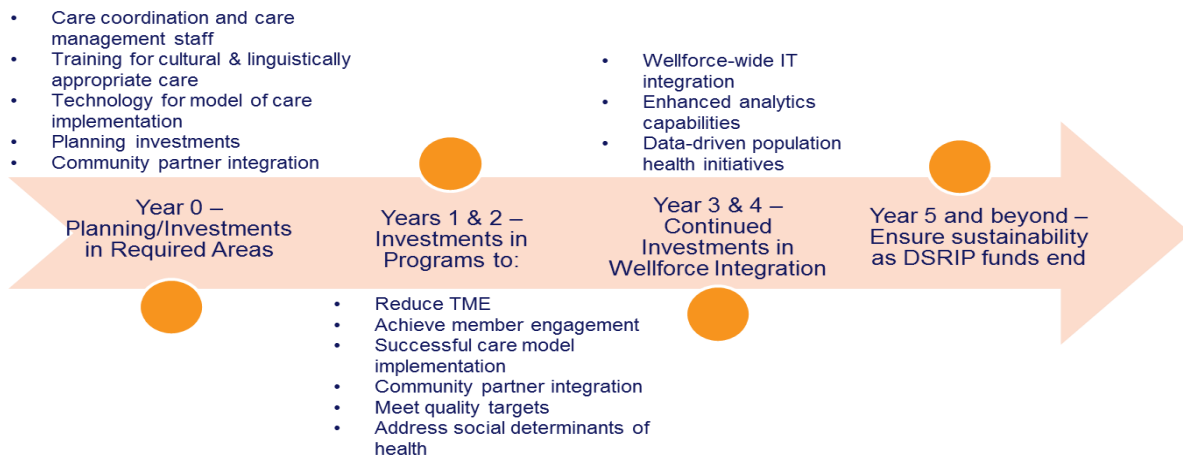 • Care coordination and care
management staff
• Training for cultural & linguistically
appropriate care
• Technology for model of care
implementation
• Planning investments
• Community partner integration
• Wellforce-wide IT
integration
• Enhanced analytics
capabilities
• Data-driven population
health initiatives
Year 0 –
Planning/Investments
in Required Areas
Years 1 & 2 –
Investments in
Programs to:
Year 3 & 4 –
Continued
Investments in
Wellforce Integration
Year 5 and beyond –
Ensure sustainability
as DSRIP funds end
• Reduce TME
• Achieve member engagement
• Successful care model
implementation
• Community partner integration
• Meet quality targets
• Address social determinants of
health